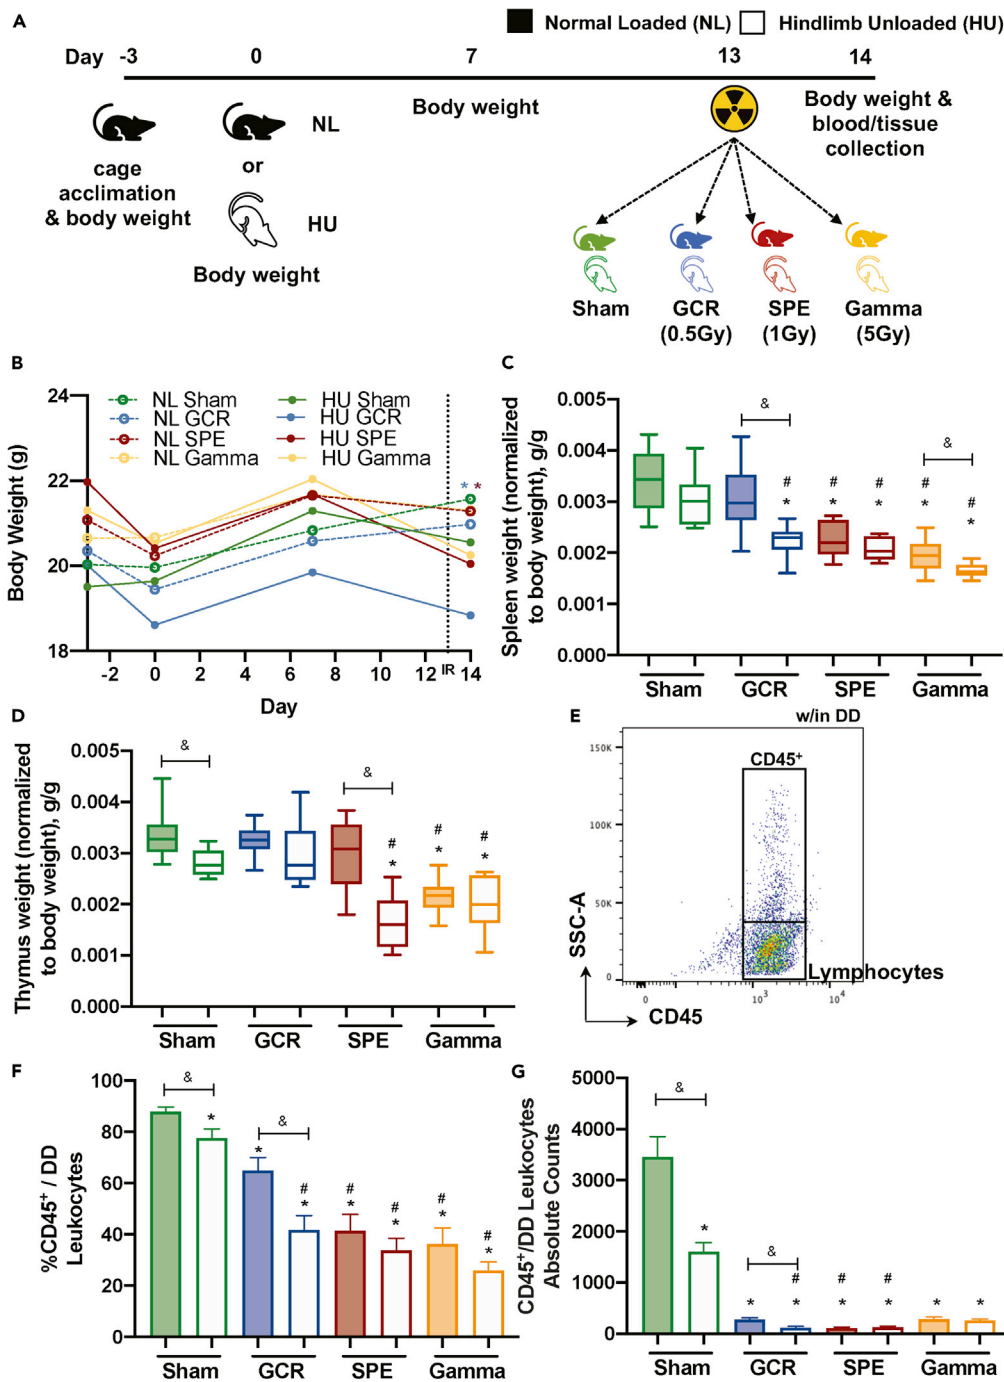 A
Normal Loaded (NL)
Hindlimb Unloaded (HU)
Day -3 0 7 13 14
NL
or
HU
cage
acclimation
& body weight
Body weight
Body weight
Body weight &
blood/tissue
collection
Sham
GCR
(0.5Gy)
SPE
(1Gy)
Gamma
(5Gy)
B
Body Weight (g)
24
22
20
18
NL Sham
NL GCR
NL SPE
NL Gamma
HU Sham
HU GCR
HU SPE
HU Gamma
* *
-2 0 2 4 6 8 10 12 IR 14
Day
C
Spleen weight (normalized
to body weight), g/g
0.005
0.004
0.003
0.002
0.001
0.000
&
&
# # # # #
* * * * *
Sham GCR SPE Gamma
D
Thymus weight (normalized
to body weight), g/g
0.005
0.004
0.003
0.002
0.001
0.000
&
&
# # #
* * *
Sham GCR SPE Gamma
E
w/in DD
CD45+
150K
100K
50K
0
SSC-A
Lymphocytes
0 10³ 10⁴
CD45
F
%CD45+ / DD
Leukocytes
100
80
60
40
20
0
&
&
# # # # #
* * * * * * *
Sham GCR SPE Gamma
G
CD45+/DD Leukocytes
Absolute Counts
5000
4000
3000
2000
1000
0
&
&
# # #
* * * * * * *
Sham GCR SPE Gamma